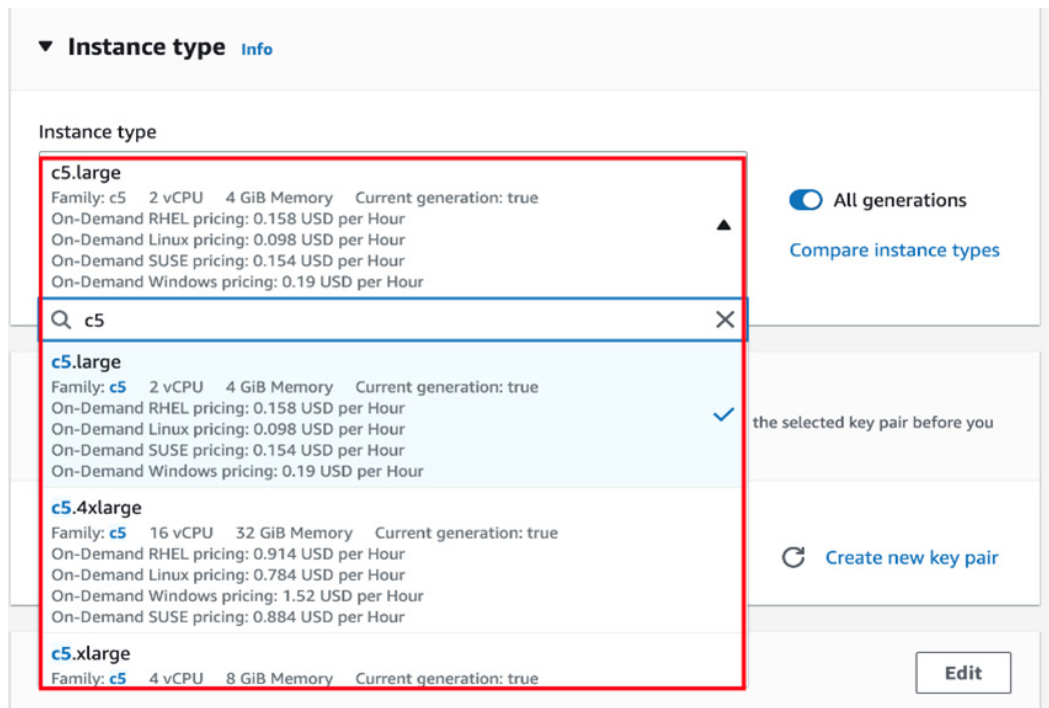 Instance type Info
Instance type
c5.large
Family: c5 2 vCPU 4 GiB Memory Current generation: true
On-Demand RHEL pricing: 0.158 USD per Hour
On-Demand Linux pricing: 0.098 USD per Hour
On-Demand SUSE pricing: 0.154 USD per Hour
On-Demand Windows pricing: 0.19 USD per Hour
All generations
Compare instance types
c5
c5.large
Family: c5 2 vCPU 4 GiB Memory Current generation: true
On-Demand RHEL pricing: 0.158 USD per Hour
On-Demand Linux pricing: 0.098 USD per Hour
On-Demand SUSE pricing: 0.154 USD per Hour
On-Demand Windows pricing: 0.19 USD per Hour
the selected key pair before you
c5.4xlarge
Family: c5 16 vCPU 32 GiB Memory Current generation: true
On-Demand RHEL pricing: 0.914 USD per Hour
On-Demand Linux pricing: 0.784 USD per Hour
On-Demand Windows pricing: 1.52 USD per Hour
On-Demand SUSE pricing: 0.884 USD per Hour
Create new key pair
c5.xlarge
Family: c5 4 vCPU 8 GiB Memory Current generation: true
Edit